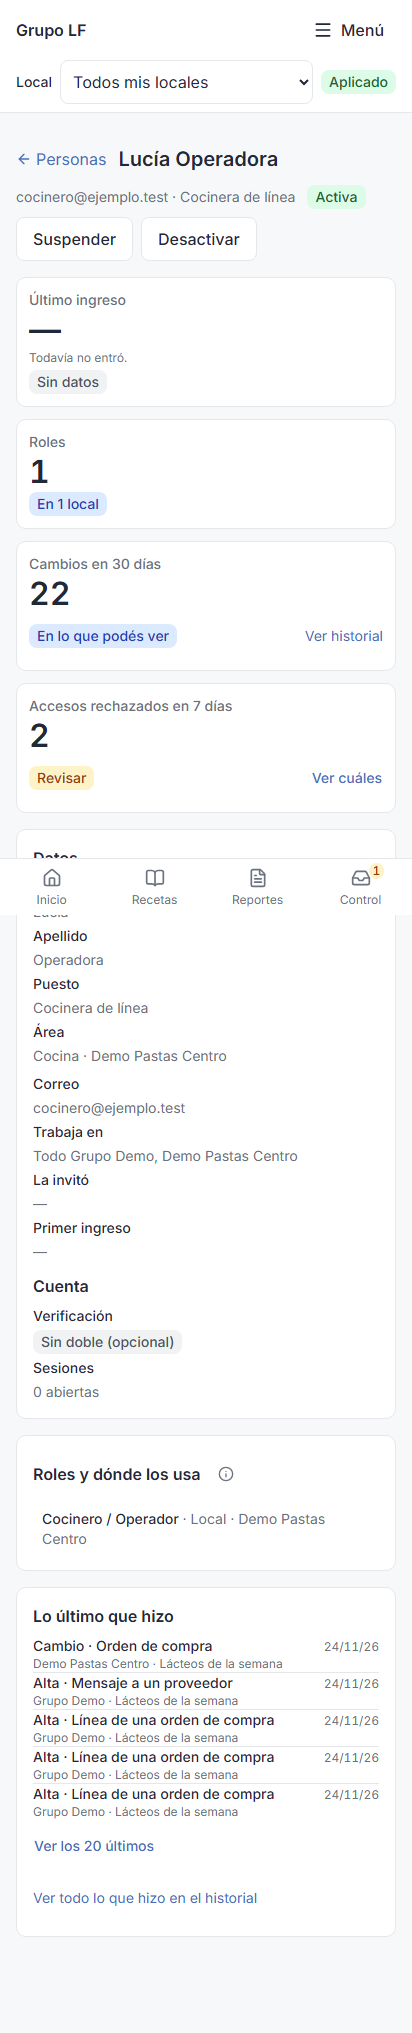 Grupo LF
Menú
Local
Todos mis locales
Aplicado
Personas
Lucía Operadora
cocinero@ejemplo.test · Cocinera de línea
Activa
Suspender
Desactivar
Último ingreso
—
Todavía no entró.
Sin datos
Roles
1
En 1 local
Cambios en 30 días
22
En lo que podés ver
Ver historial
Accesos rechazados en 7 días
2
Revisar
Ver cuáles
Inicio
Recetas
Reportes
Control
1
Apellido
Operadora
Puesto
Cocinera de línea
Área
Cocina · Demo Pastas Centro
Correo
cocinero@ejemplo.test
Trabaja en
Todo Grupo Demo, Demo Pastas Centro
La invitó
—
Primer ingreso
—
Cuenta
Verificación
Sin doble (opcional)
Sesiones
0 abiertas
Roles y dónde los usa
Cocinero / Operador · Local · Demo Pastas
Centro
Lo último que hizo
Cambio · Orden de compra
24/11/26
Demo Pastas Centro · Lácteos de la semana
Alta · Mensaje a un proveedor
24/11/26
Grupo Demo · Lácteos de la semana
Alta · Línea de una orden de compra
24/11/26
Grupo Demo · Lácteos de la semana
Alta · Línea de una orden de compra
24/11/26
Grupo Demo · Lácteos de la semana
Alta · Línea de una orden de compra
24/11/26
Grupo Demo · Lácteos de la semana
Ver los 20 últimos
Ver todo lo que hizo en el historial